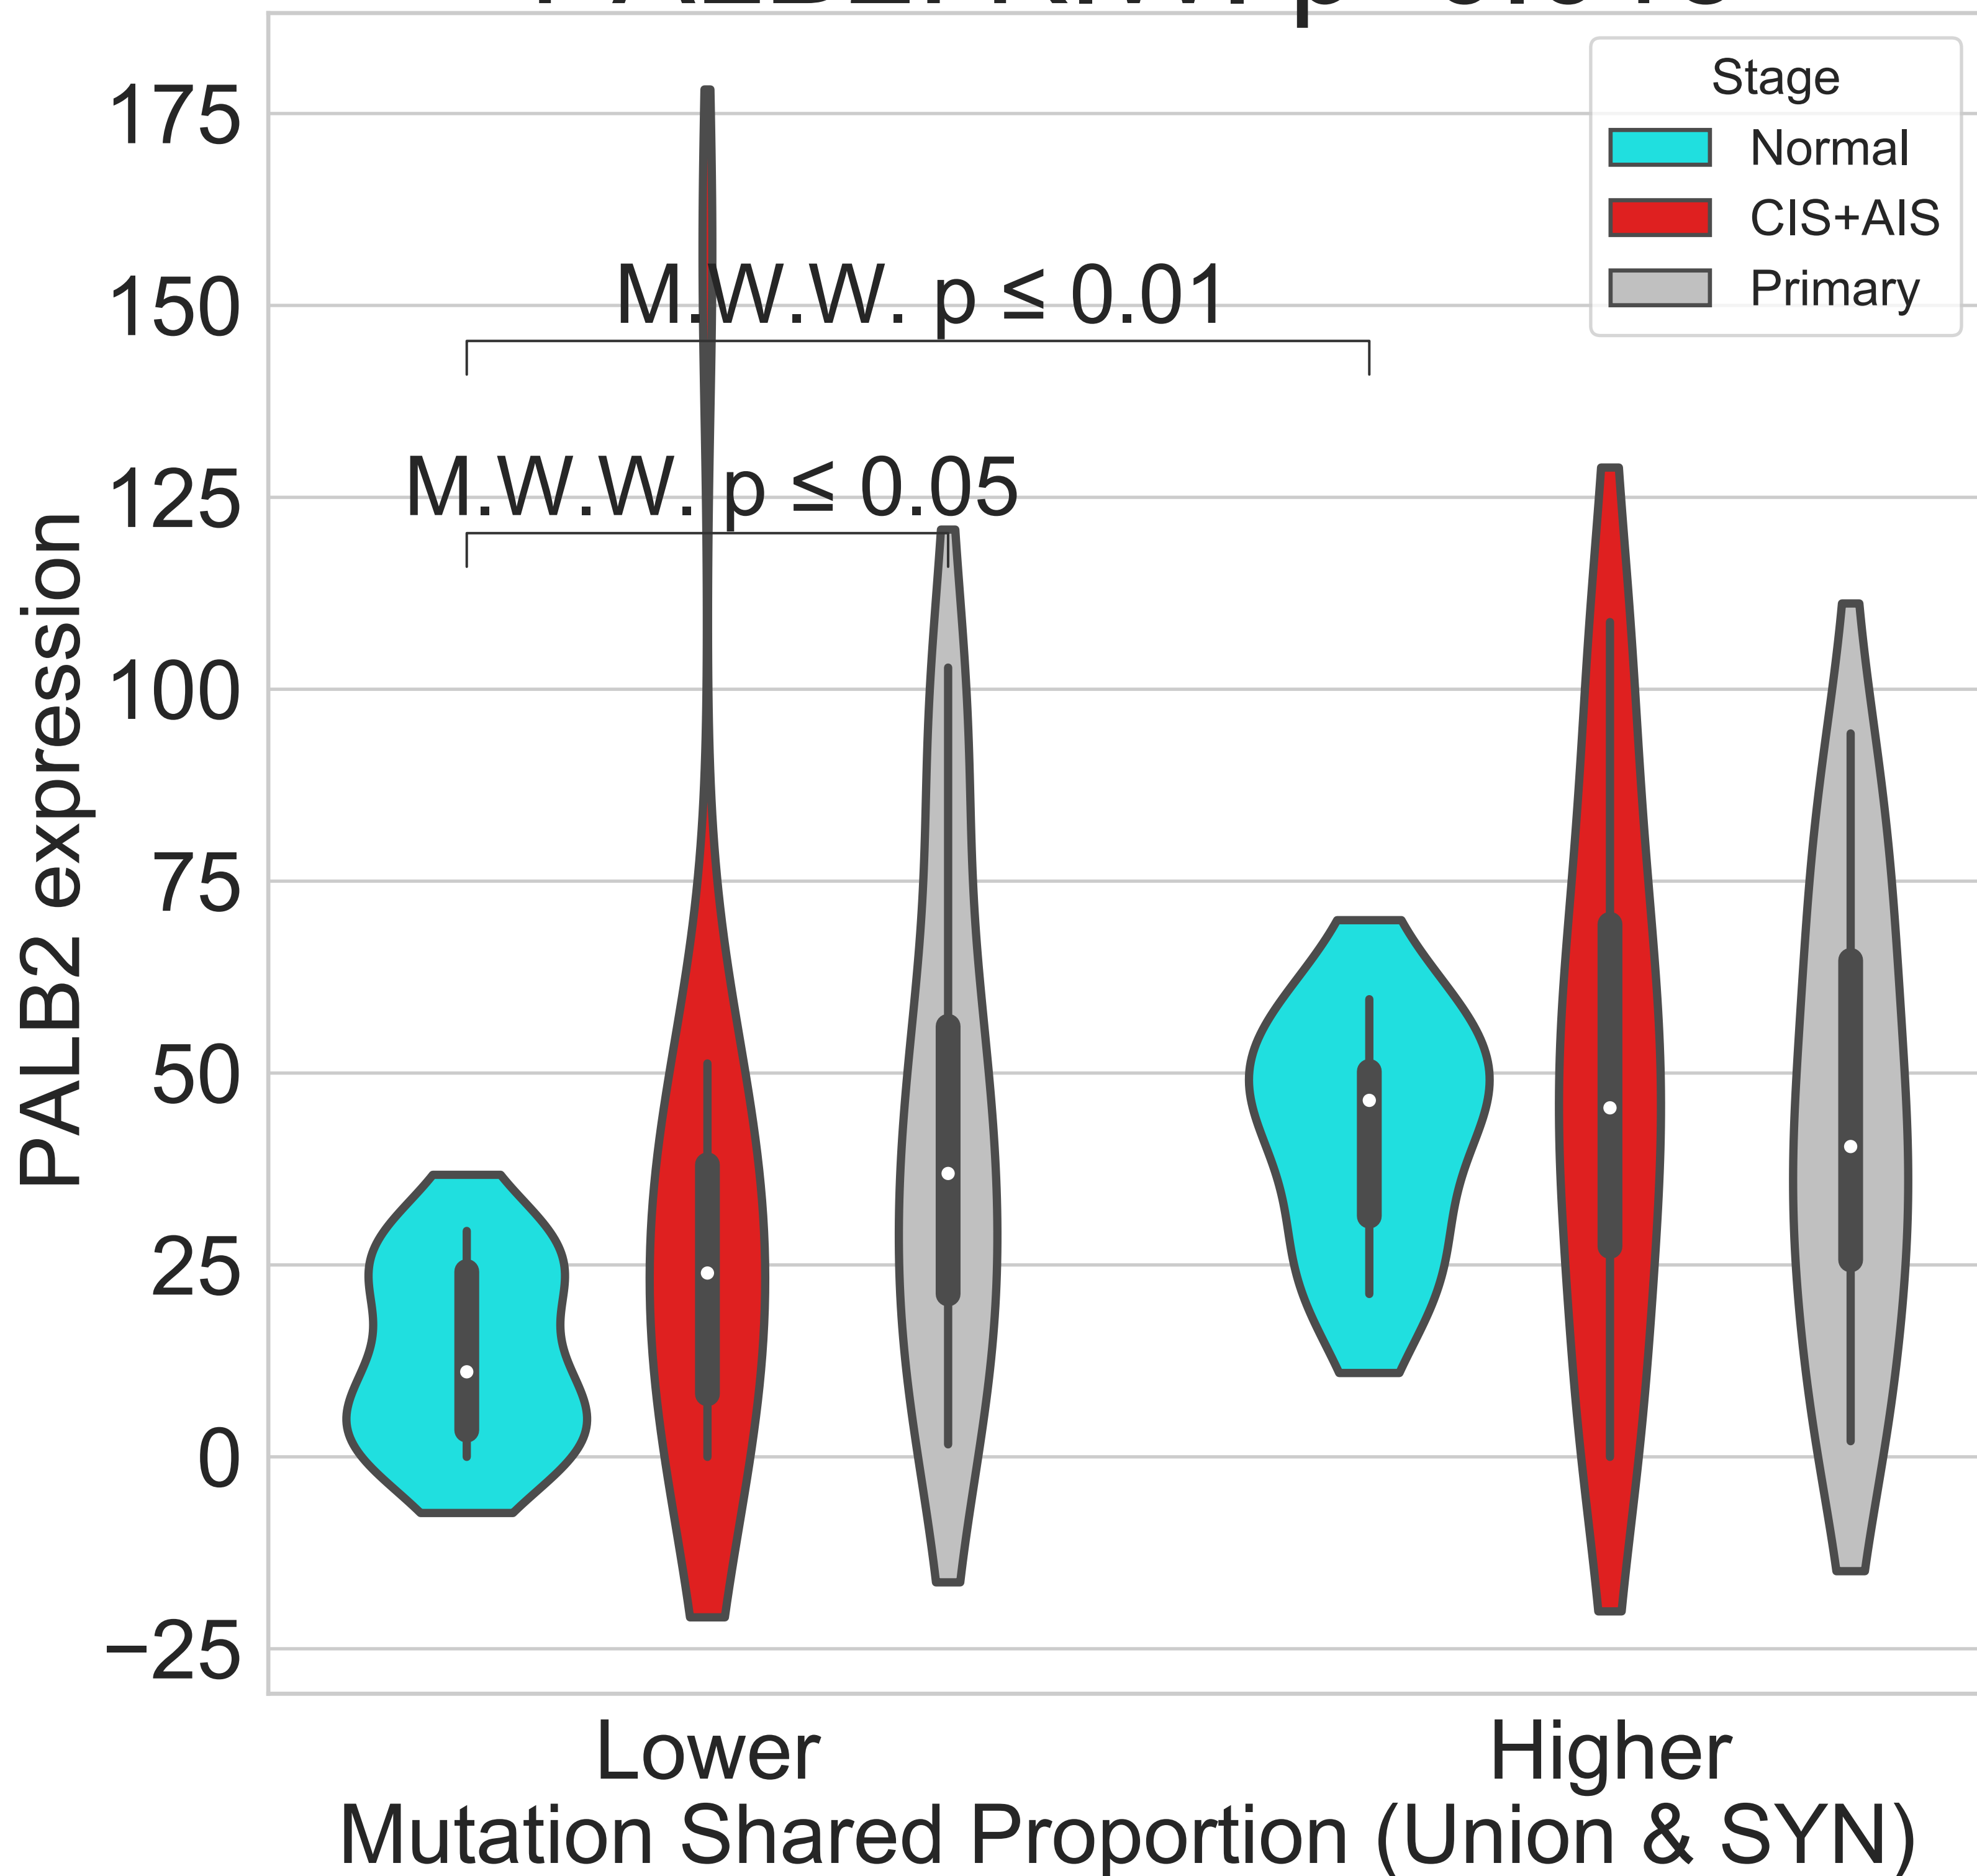 Stage
Normal
CIS+AIS
Primary
175
150
125
100
75
50
25
0
−25
PALB2 expression
M.W.W. p ≤ 0.01
M.W.W. p ≤ 0.05
Lower
Higher
Mutation Shared Proportion (Union & SYN)